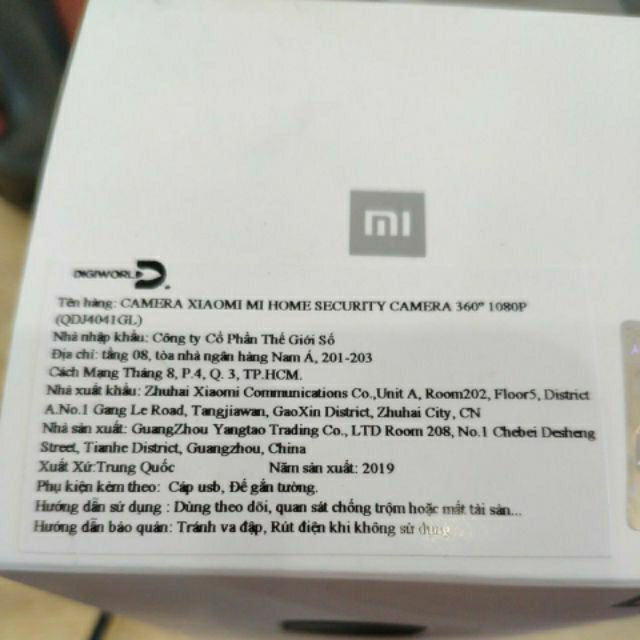 mi
DIGIWORLD
Tên hàng: CAMERA XIAOMI MI HOME SECURITY CAMERA 360° 1080P
(QDJ4041GL)
Nhà nhập khẩu: Công ty Cổ Phần Thế Giới Số
Địa chỉ: tầng 08, tòa nhà ngân hàng Nam Á, 201-203
Cách Mạng Tháng 8, P.4, Q. 3, TP.HCM.
Nhà xuất khẩu: Zhuhai Xiaomi Communications Co.,Unit A, Room202, Floor5, District
A.No.1 Gang Le Road, Tangjiawan, GaoXin District, Zhuhai City, CN
Nhà sản xuất: GuangZhou Yangtao Trading Co., LTD Room 208, No.1 Chebei Desheng
Street, Tianhe District, Guangzhou, China
Xuất Xứ:Trung Quốc Năm sản xuất: 2019
Phụ kiện kèm theo: Cáp usb, Đế gắn tường.
Hướng dẫn sử dụng : Dùng theo dõi, quan sát chống trộm hoặc mất tài sản...
Hướng dẫn bảo quản: Tránh va đập, Rút điện khi không sử dụng